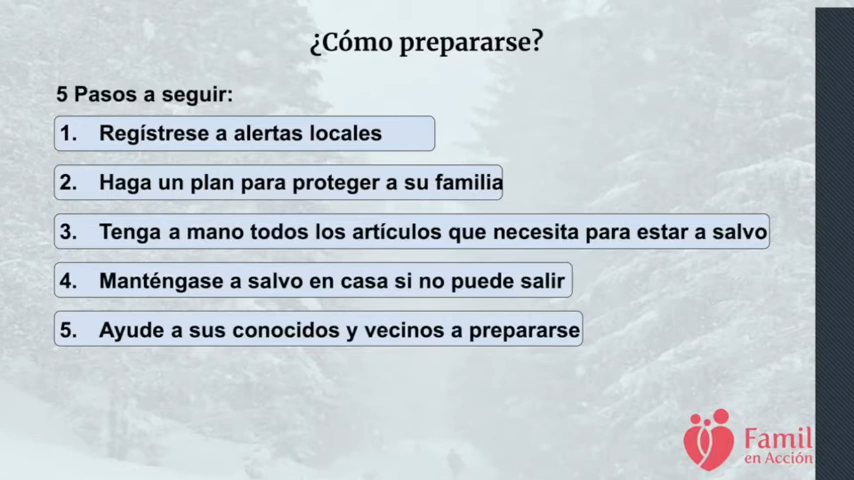 ¿Cómo prepararse?
5 Pasos a seguir:
1. Regístrese a alertas locales
2. Haga un plan para proteger a su familia
3. Tenga a mano todos los artículos que necesita para estar a salvo
4. Manténgase a salvo en casa si no puede salir
5. Ayude a sus conocidos y vecinos a prepararse
Famil
en Acción